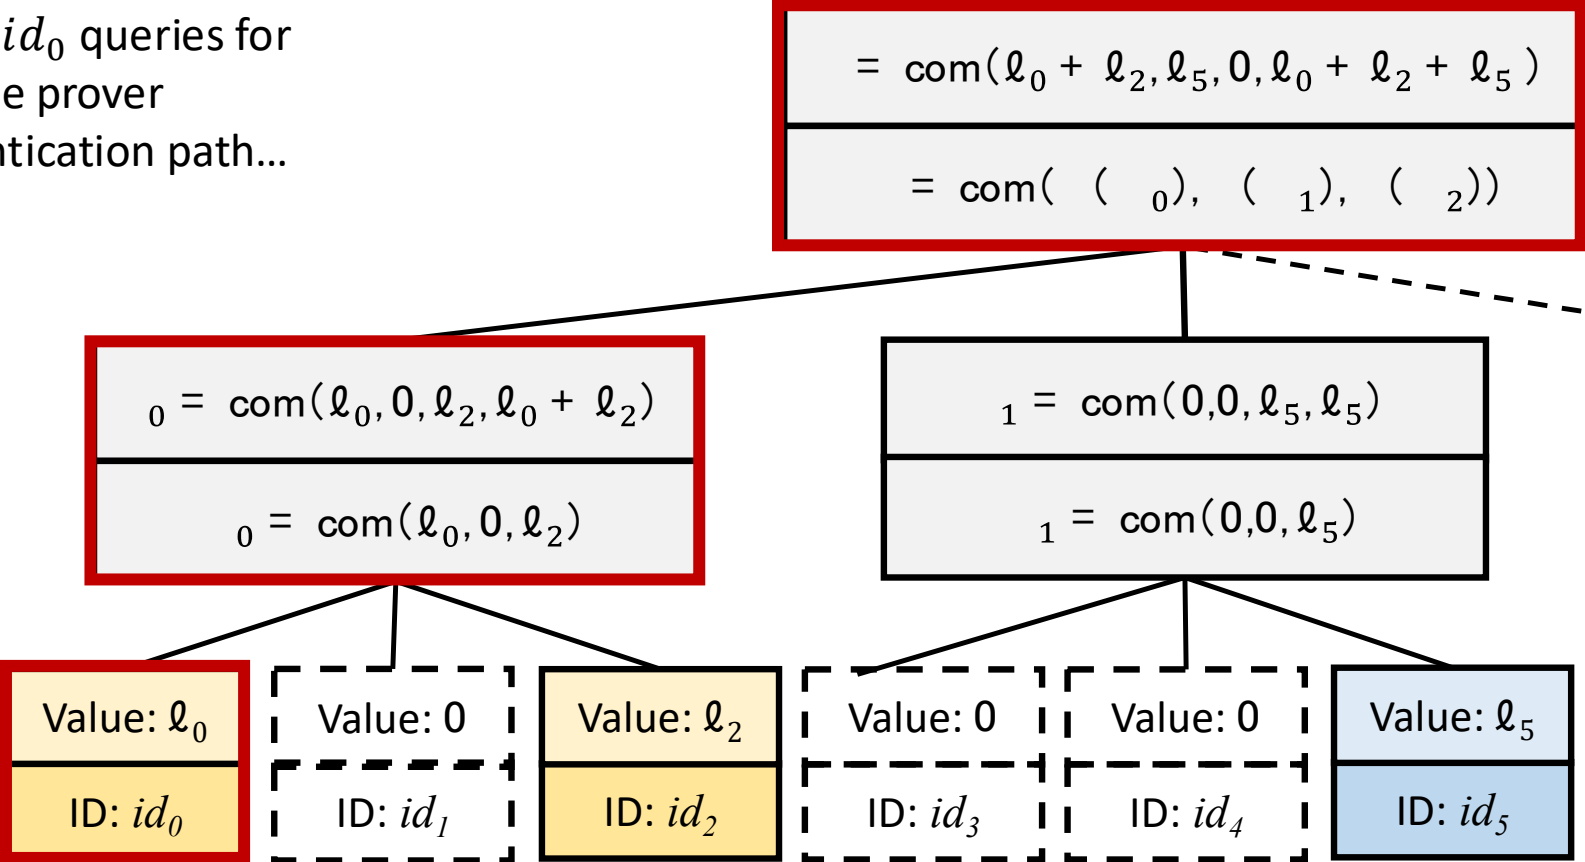 id₀ queries for
e prover
ntication path...
= com(ℓ₀ + ℓ₂,ℓ₅,0,ℓ₀ + ℓ₂ + ℓ₅ )
= com( ( ₀), ( ₁), ( ₂))
₀ = com(ℓ₀,0,ℓ₂,ℓ₀ + ℓ₂)
₀ = com(ℓ₀,0,ℓ₂)
₁ = com(0,0,ℓ₅,ℓ₅)
₁ = com(0,0,ℓ₅)
Value: ℓ₀
ID: id₀
Value: 0
ID: id₁
Value: ℓ₂
ID: id₂
Value: 0
ID: id₃
Value: 0
ID: id₄
Value: ℓ₅
ID: id₅